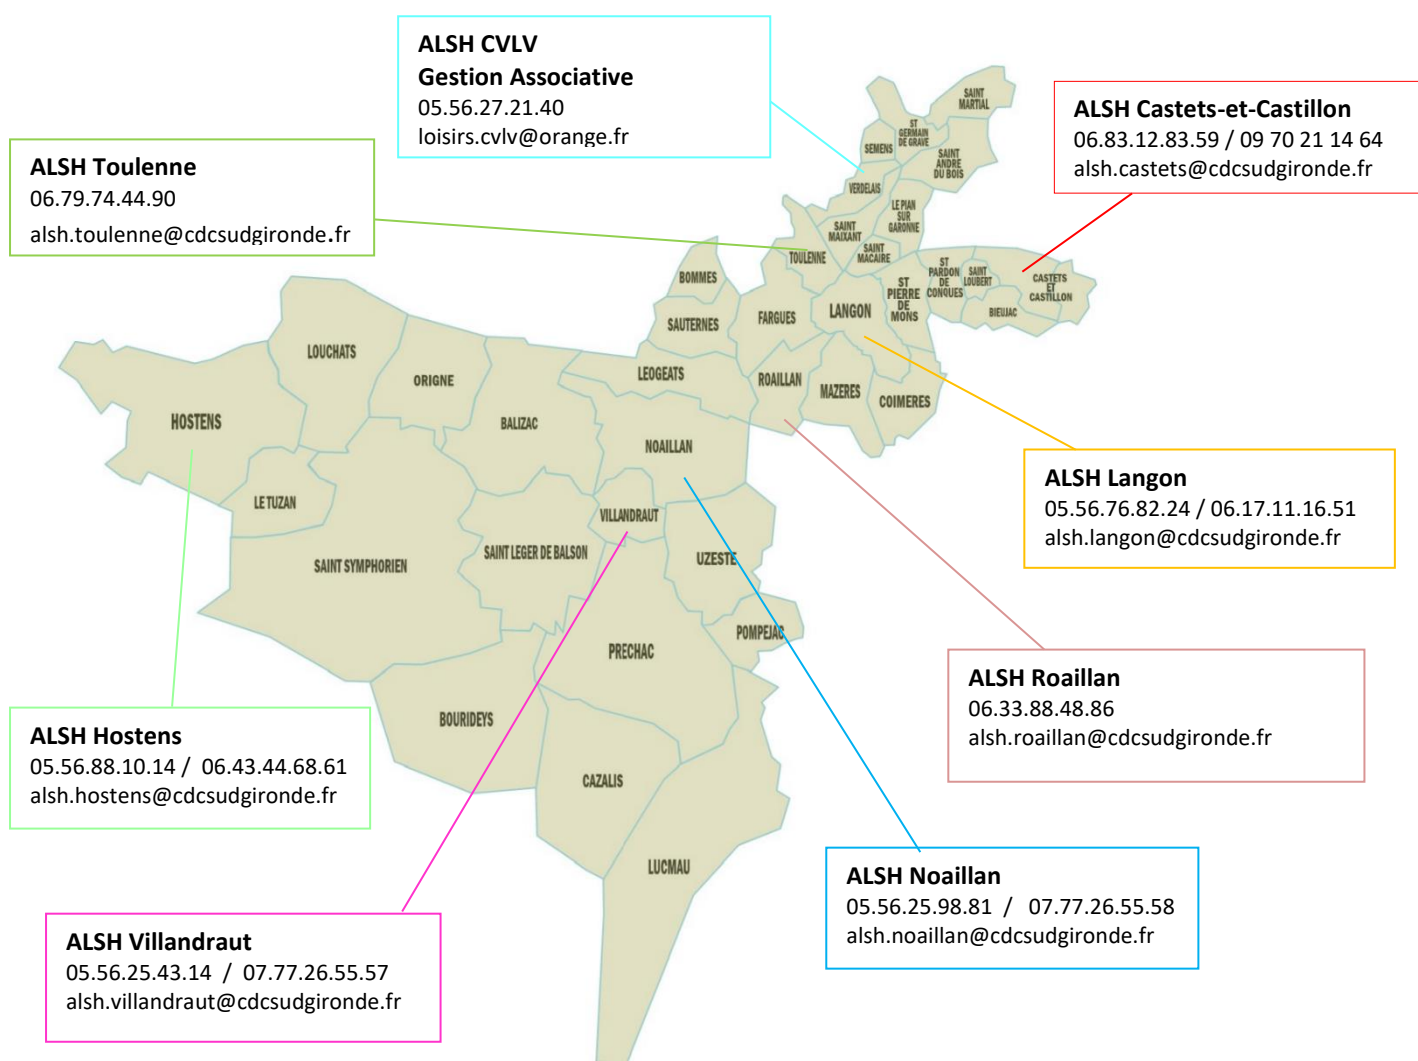 ALSH CVLV
Gestion Associative
05.56.27.21.40
loisirs.cvlv@orange.fr
ALSH Castets-et-Castillon
06.83.12.83.59 / 09 70 21 14 64
alsh.castets@cdcsudgironde.fr
ALSH Toulenne
06.79.74.44.90
alsh.toulenne@cdcsudgironde.fr
SAINT
MARTIAL
ST
GERMAIN
DE GRAVE
SEMENS
SAINT
ANDRE
DU BOIS
VERDELAIS
LE PIAN
SUR
GARONNE
SAINT
MAIXANT
SAINT
MACAIRE
TOULENNE
BOMMES
ST
PARDON
DE
CONQUES
SAINT
LOUBERT
CASTETS
ET
CASTILLON
ST
PIERRE
DE
MONS
BIEUJAC
LANGON
FARGUES
SAUTERNES
LOUCHATS
ORIGNE
LEOGEATS
ROAILLAN
MAZERES
COIMERES
HOSTENS
BALIZAC
NOAILLAN
LE TUZAN
VILLANDRAUT
SAINT SYMPHORIEN
SAINT LEGER DE BALSON
UZESTE
POMPEJAC
PRECHAC
BOURIDEYS
CAZALIS
LUCMAU
ALSH Langon
05.56.76.82.24 / 06.17.11.16.51
alsh.langon@cdcsudgironde.fr
ALSH Roaillan
06.33.88.48.86
alsh.roaillan@cdcsudgironde.fr
ALSH Hostens
05.56.88.10.14 / 06.43.44.68.61
alsh.hostens@cdcsudgironde.fr
ALSH Noaillan
05.56.25.98.81 / 07.77.26.55.58
alsh.noaillan@cdcsudgironde.fr
ALSH Villandraut
05.56.25.43.14 / 07.77.26.55.57
alsh.villandraut@cdcsudgironde.fr